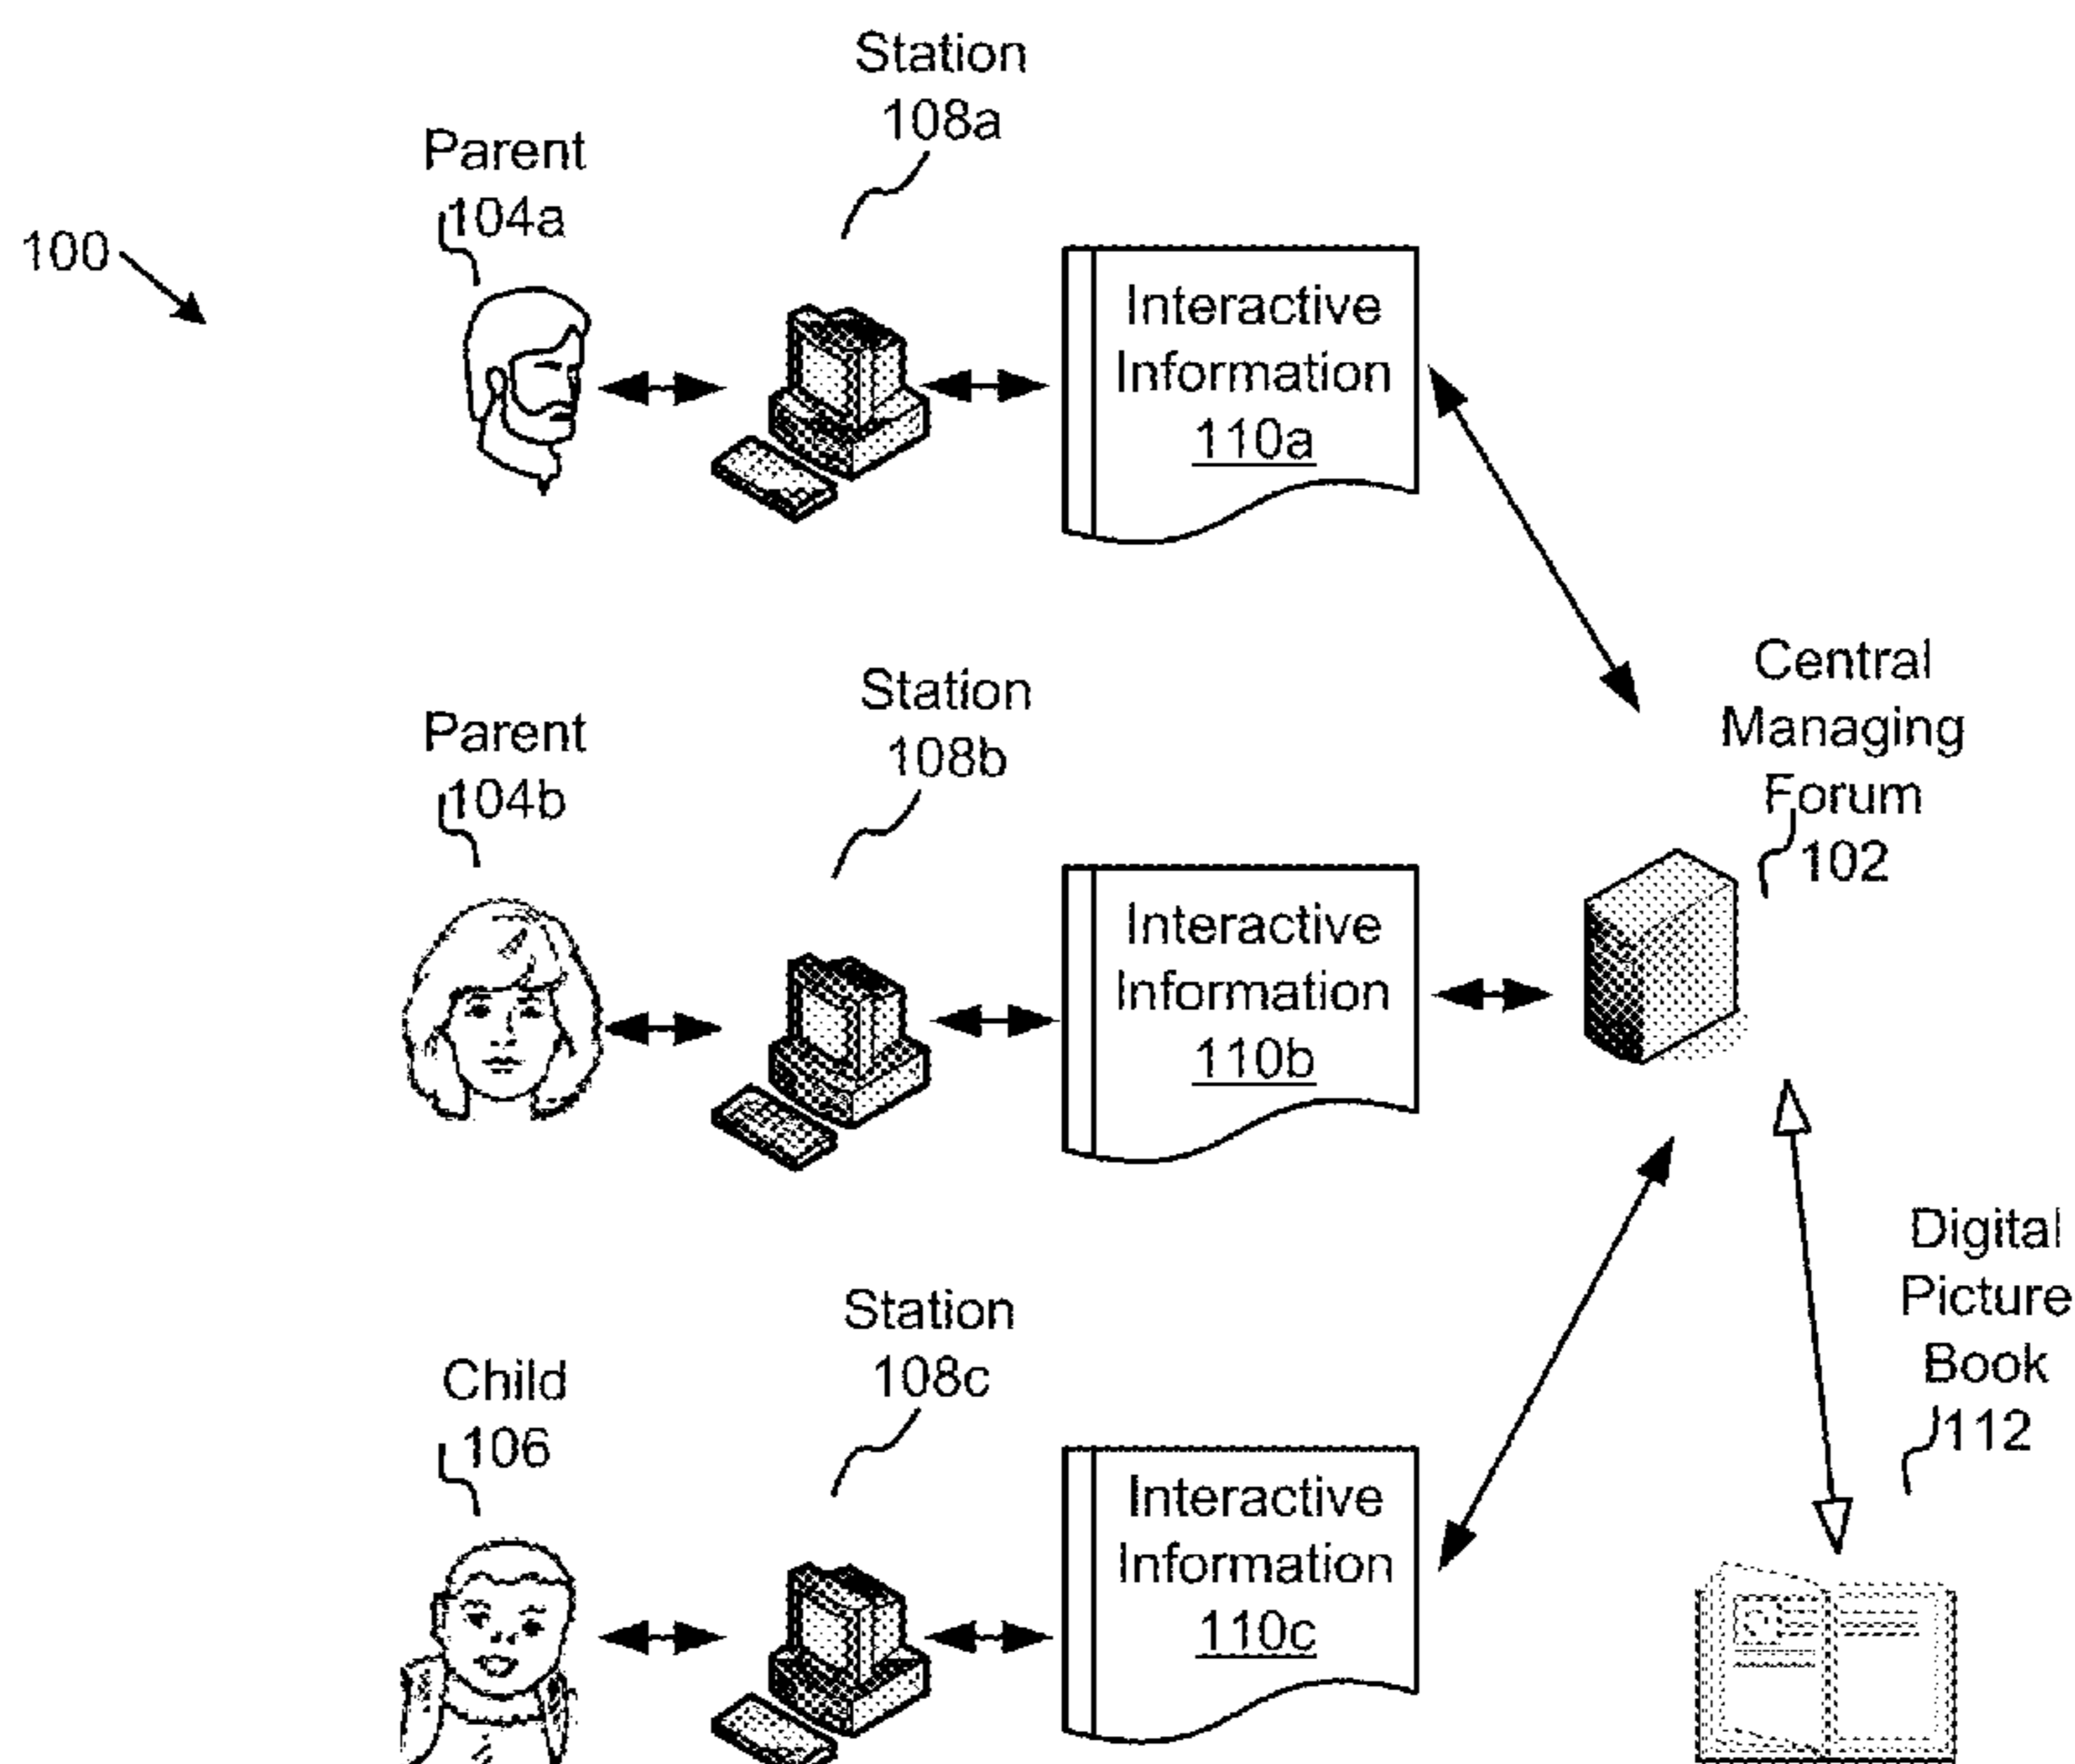 Station
108a
Parent
104a
100
Interactive
Information
110a
Central
Managing
Forum
102
Station
108b
Parent
104b
Interactive
Information
110b
Digital
Picture
Book
112
Station
108c
Child
106
Interactive
Information
110c